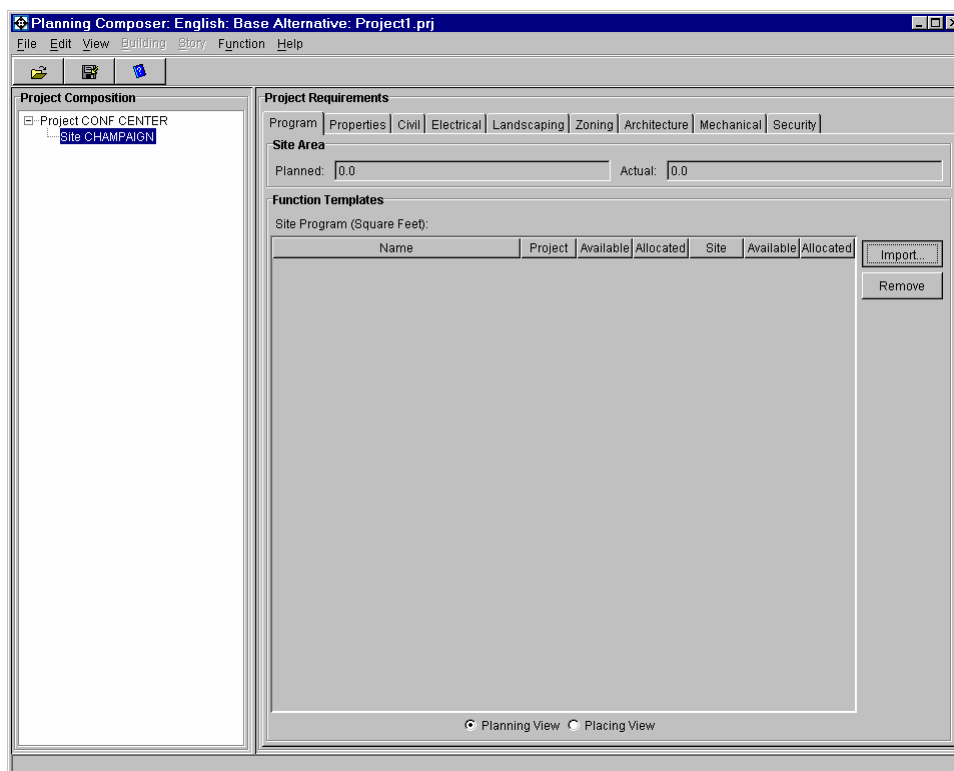 Planning Composer: English: Base Alternative: Project1.prj
File Edit View Building Story Function Help
Project Composition
Project CONF CENTER
Site CHAMPAIGN
Project Requirements
Program Properties Civil Electrical Landscaping Zoning Architecture Mechanical Security
Site Area
Planned: 0.0 Actual: 0.0
Function Templates
Site Program (Square Feet):
Name Project Available Allocated Site Available Allocated
Import...
Remove
Planning View Placing View